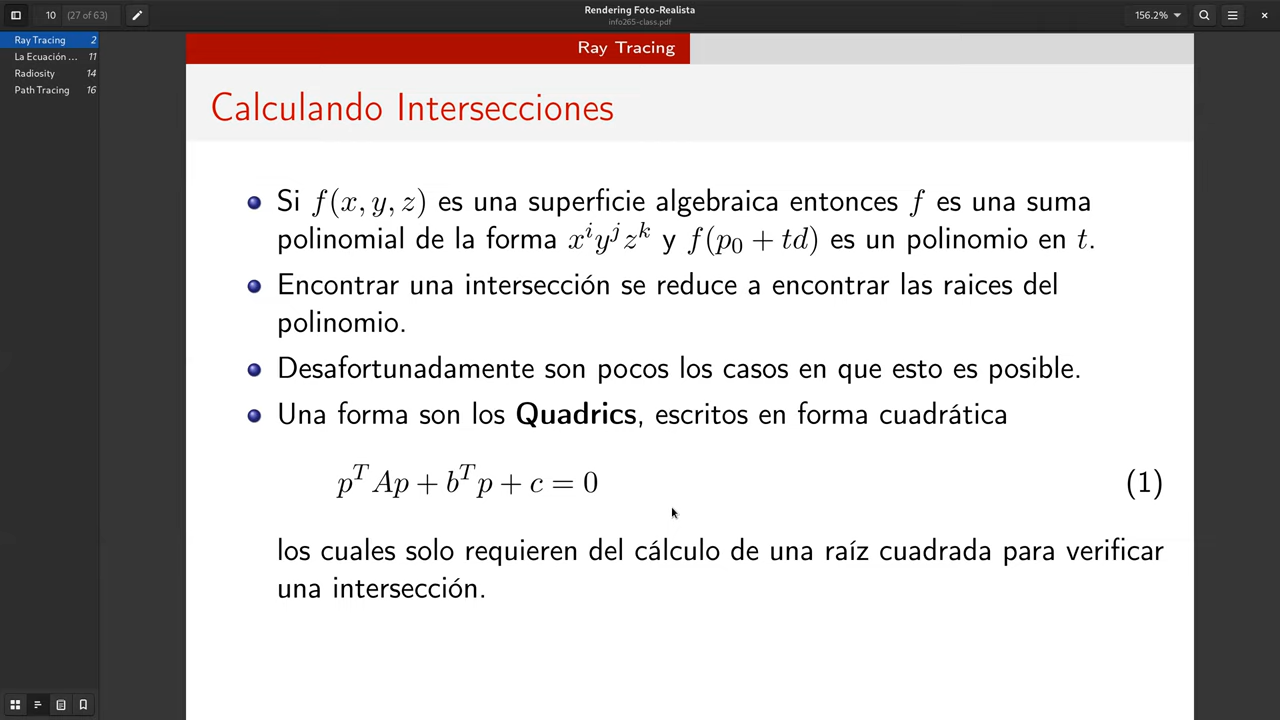 10 (27 of 63)
Rendering Foto-Realista
info265-class.pdf
156.2%
Ray Tracing 2
La Ecuación ... 11
Radiosity 14
Path Tracing 16
Ray Tracing
Calculando Intersecciones
Si f(x, y, z) es una superficie algebraica entonces f es una suma
polinomial de la forma x^i y^j z^k y f(p_0 + td) es un polinomio en t.
Encontrar una intersección se reduce a encontrar las raices del
polinomio.
Desafortunadamente son pocos los casos en que esto es posible.
Una forma son los Quadrics, escritos en forma cuadrática
p^T Ap + b^T p + c = 0 (1)
los cuales solo requieren del cálculo de una raíz cuadrada para verificar
una intersección.